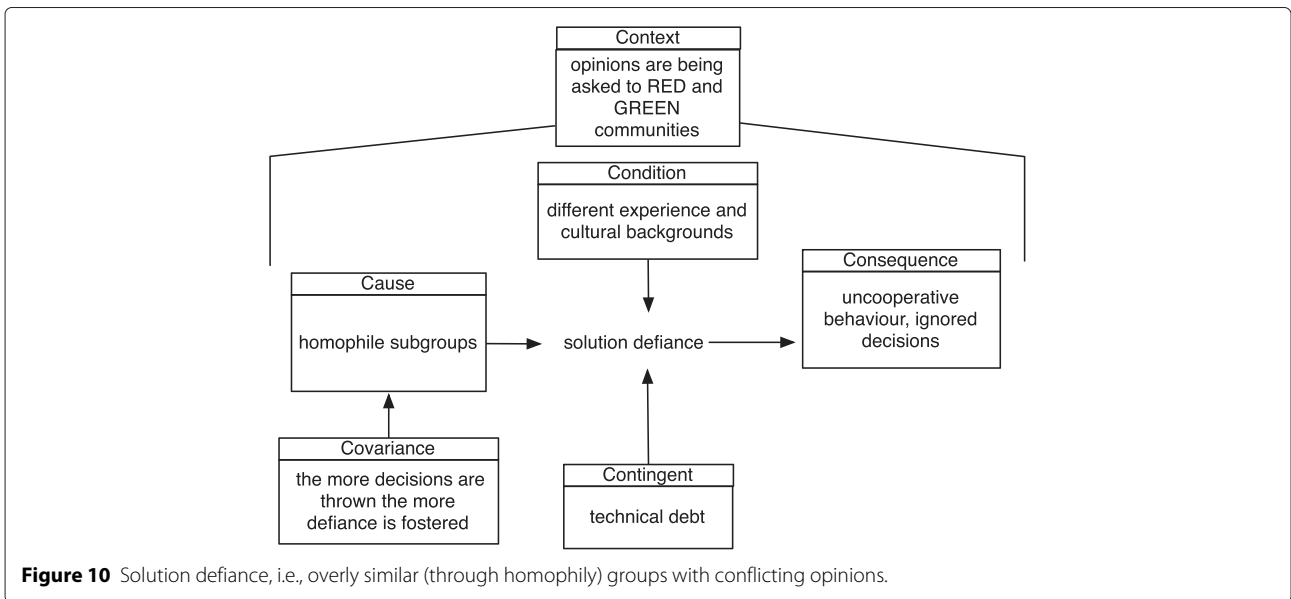 Context
opinions are being
asked to RED and
GREEN
communities
Condition
different experience and
cultural backgrounds
Consequence
uncooperative
behaviour, ignored
decisions
Cause
homophile subgroups
solution defiance
Covariance
the more decisions are
thrown the more
defiance is fostered
Contingent
technical debt
Figure 10 Solution defiance, i.e., overly similar (through homophily) groups with conflicting opinions.